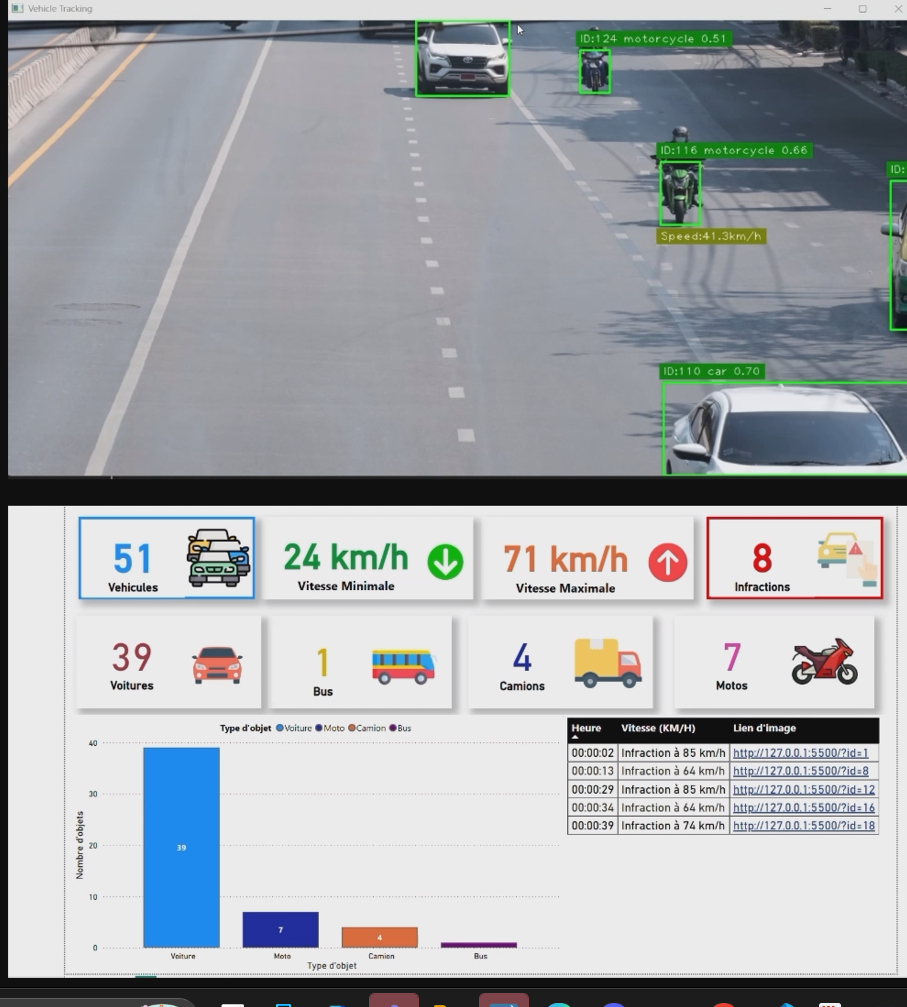 Vehicle Tracking
ID:124 motorcycle 0.51
ID:116 motorcycle 0.66
ID:
Speed:41.3km/h
ID:110 car 0.70
51
Vehicules
24 km/h
Vitesse Minimale
71 km/h
Vitesse Maximale
8
Infractions
39
Voitures
1
Bus
4
Camions
7
Motos
Type d'objet Voiture Moto Camion Bus
Nombre d'objets
40
30
20
10
0
39
7
4
Voiture Moto Camion Bus
Type d'objet
Heure Vitesse (KM/H) Lien d'image
00:00:02 Infraction à 85 km/h http://127.0.0.1:5500/?id=1
00:00:13 Infraction à 64 km/h http://127.0.0.1:5500/?id=8
00:00:29 Infraction à 85 km/h http://127.0.0.1:5500/?id=12
00:00:34 Infraction à 64 km/h http://127.0.0.1:5500/?id=16
00:00:39 Infraction à 74 km/h http://127.0.0.1:5500/?id=18